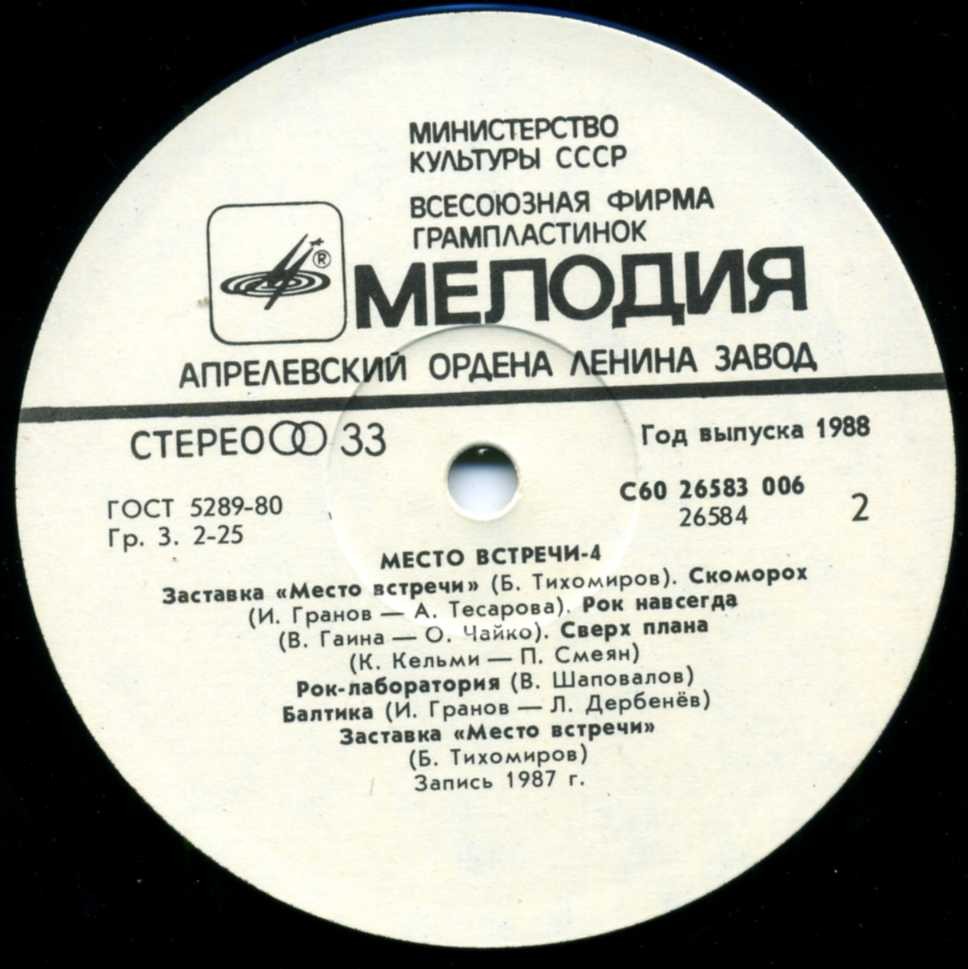 МИНИСТЕРСТВО
КУЛЬТУРЫ СССР
ВСЕСОЮЗНАЯ ФИРМА
ГРАМПЛАСТИНОК
®
МЕЛОДИЯ
АПРЕЛЕВСКИЙ ОРДЕНА ЛЕНИНА ЗАВОД
СТЕРЕО 33
Год выпуска 1988
ГОСТ 5289-80
Гр. 3. 2-25
С60 26583 006
26584
2
МЕСТО ВСТРЕЧИ-4
Заставка «Место встречи» (Б. Тихомиров). Скоморох
(И. Гранов — А. Тесарова). Рок навсегда
(В. Гаина — О. Чайко). Сверх плана
(К. Кельми — П. Смеян)
Рок-лаборатория (В. Шаповалов)
Балтика (И. Гранов — Л. Дербенёв)
Заставка «Место встречи»
(Б. Тихомиров)
Запись 1987 г.